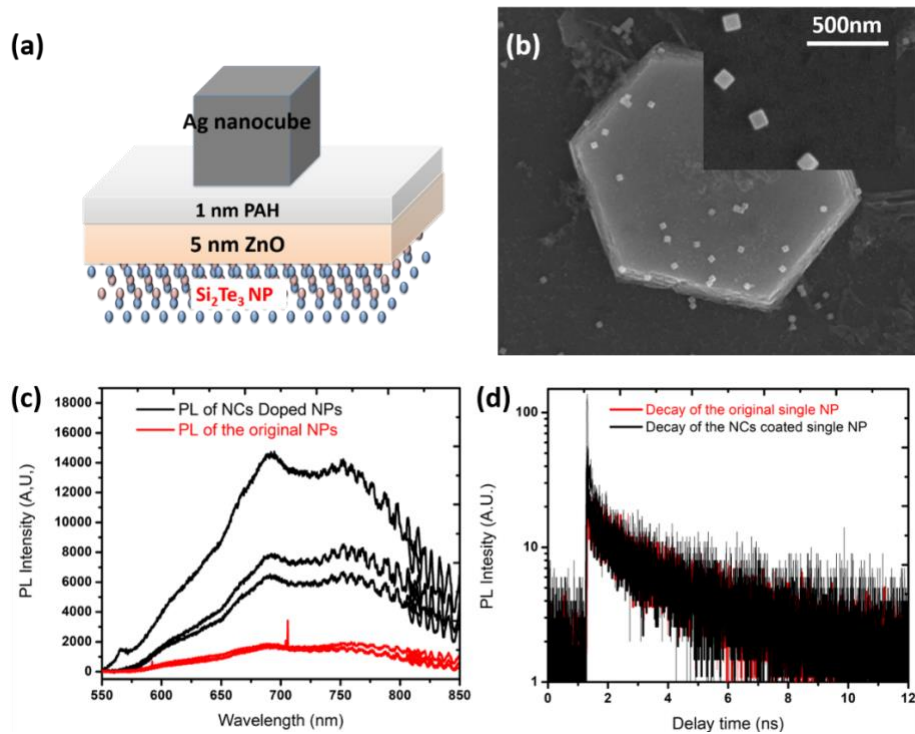 (a)
Ag nanocube
1 nm PAH
5 nm ZnO
Si₂Te₃ NP
(b)
500nm
(c)
18000
16000
14000
12000
10000
8000
6000
4000
2000
0
PL Intensity (A,U,)
PL of NCs Doped NPs
PL of the original NPs
550 600 650 700 750 800 850
Wavelength (nm)
(d)
100
10
1
PL Intesity (A.U.)
Decay of the original single NP
Decay of the NCs coated single NP
0 2 4 6 8 10 12
Delay time (ns)